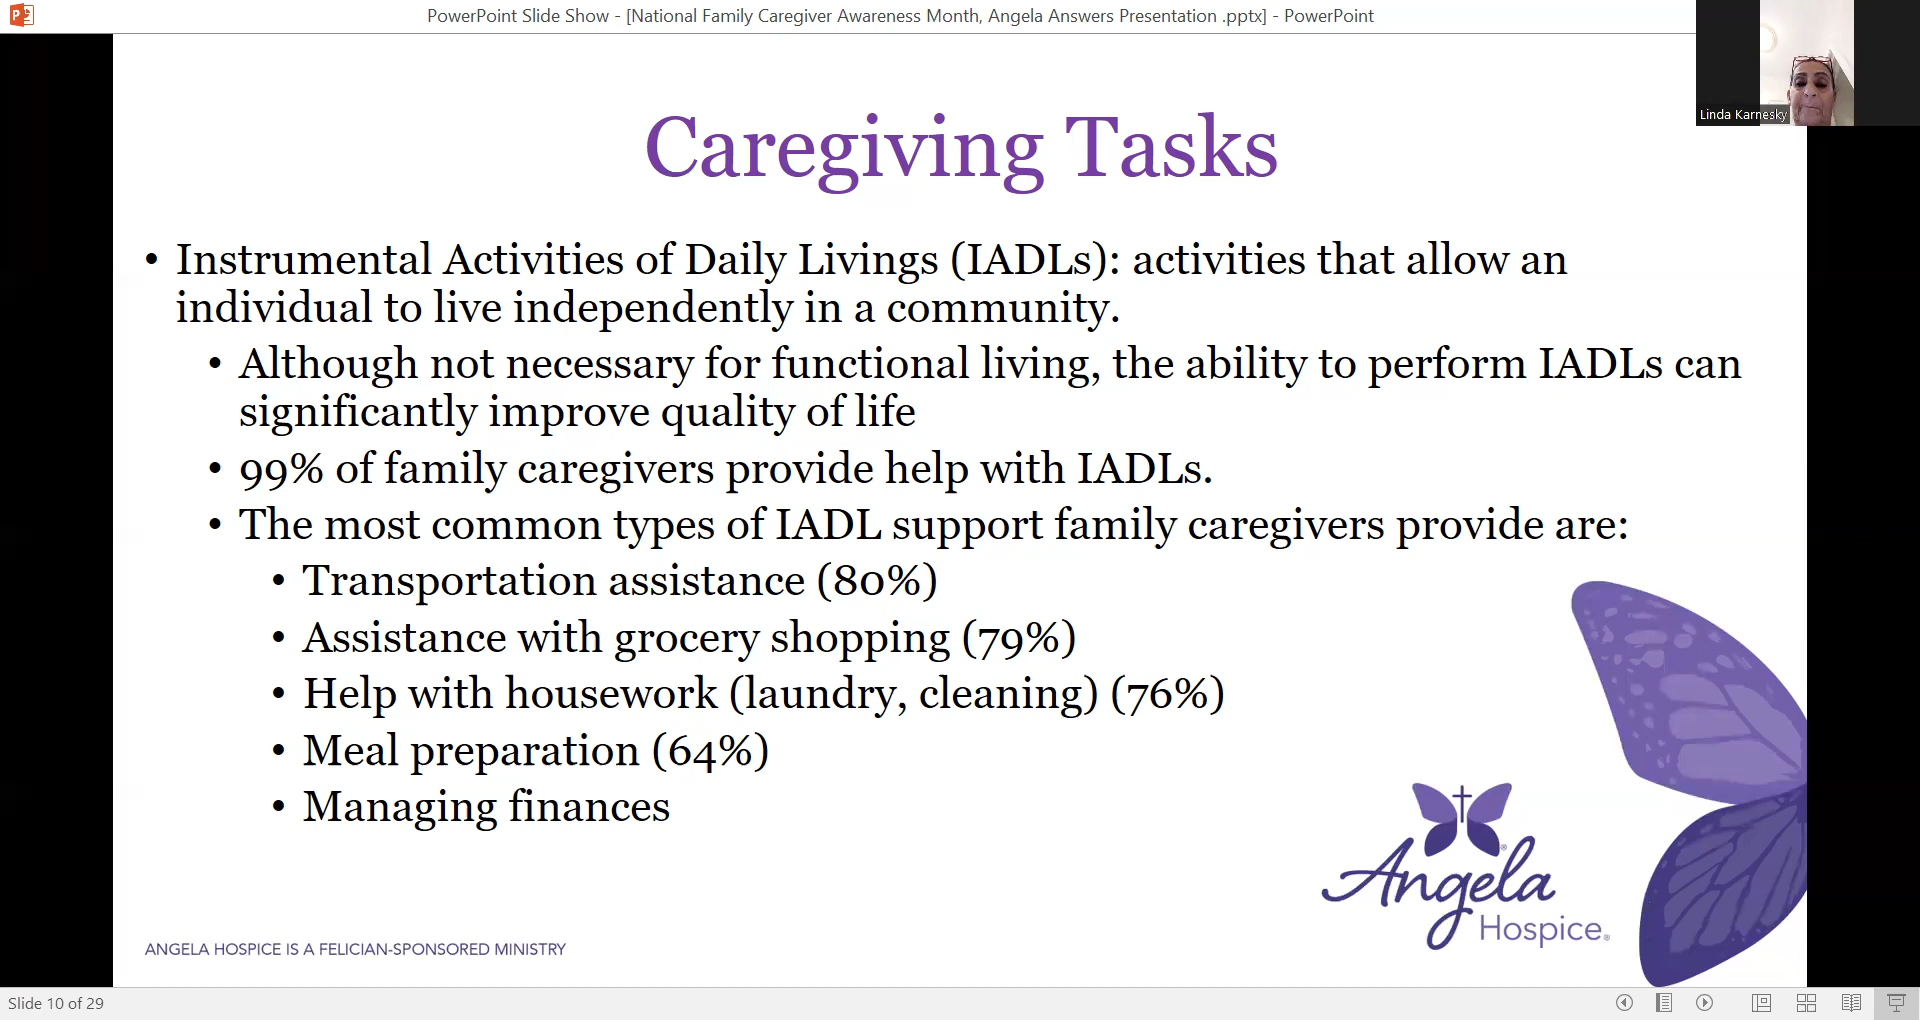 PowerPoint Slide Show - [National Family Caregiver Awareness Month, Angela Answers Presentation .pptx] - PowerPoint
Linda Karnesky
Caregiving Tasks
• Instrumental Activities of Daily Livings (IADLs): activities that allow an
individual to live independently in a community.
• Although not necessary for functional living, the ability to perform IADLs can
significantly improve quality of life
• 99% of family caregivers provide help with IADLs.
• The most common types of IADL support family caregivers provide are:
• Transportation assistance (80%)
• Assistance with grocery shopping (79%)
• Help with housework (laundry, cleaning) (76%)
• Meal preparation (64%)
• Managing finances
Angela
Hospice®
ANGELA HOSPICE IS A FELICIAN-SPONSORED MINISTRY
Slide 10 of 29